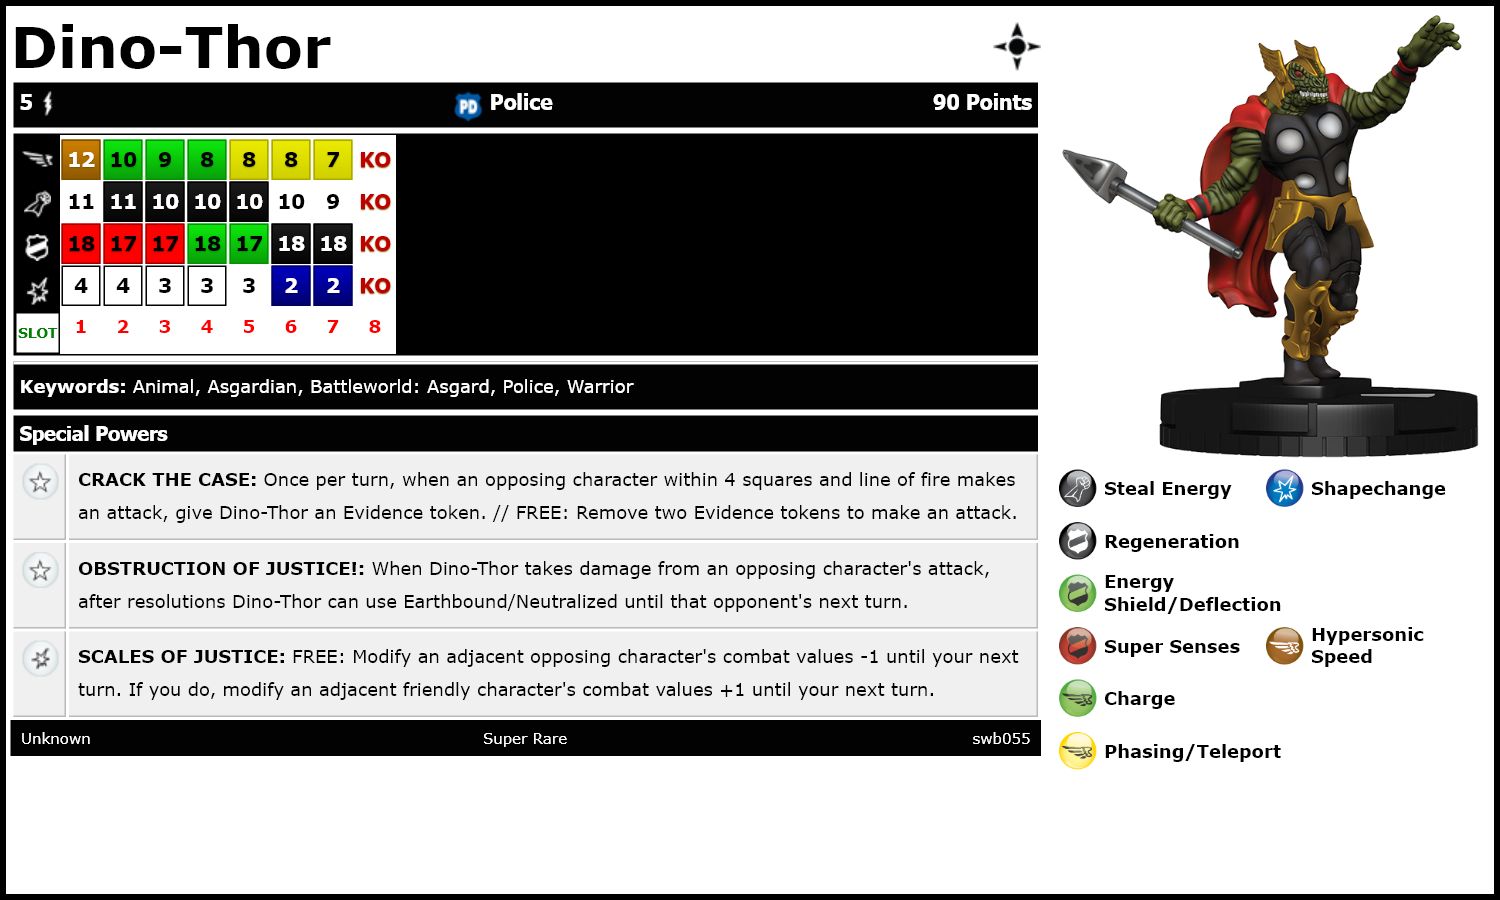 Dino-Thor
5 PD Police 90 Points
12 10 9 8 8 8 7 KO
11 11 10 10 10 10 9 KO
18 17 17 18 17 18 18 KO
4 4 3 3 3 2 2 KO
SLOT 1 2 3 4 5 6 7 8
Keywords: Animal, Asgardian, Battleworld: Asgard, Police, Warrior
Special Powers
CRACK THE CASE: Once per turn, when an opposing character within 4 squares and line of fire makes
an attack, give Dino-Thor an Evidence token. // FREE: Remove two Evidence tokens to make an attack.
OBSTRUCTION OF JUSTICE!: When Dino-Thor takes damage from an opposing character's attack,
after resolutions Dino-Thor can use Earthbound/Neutralized until that opponent's next turn.
SCALES OF JUSTICE: FREE: Modify an adjacent opposing character's combat values -1 until your next
turn. If you do, modify an adjacent friendly character's combat values +1 until your next turn.
Unknown Super Rare swb055
Steal Energy Shapechange
Regeneration
Energy
Shield/Deflection
Super Senses
Hypersonic
Speed
Charge
Phasing/Teleport